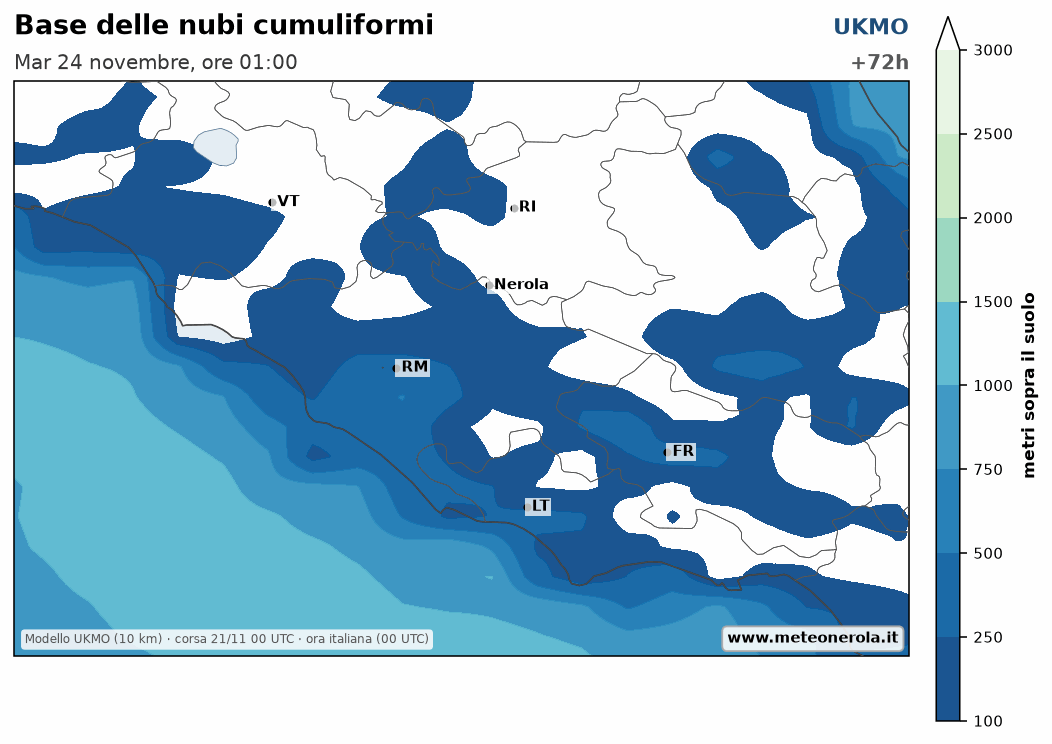 Base delle nubi cumuliformi
UKMO
Mar 24 novembre, ore 01:00
+72h
VT
RI
Nerola
RM
FR
LT
Modello UKMO (10 km) · corsa 21/11 00 UTC · ora italiana (00 UTC)
www.meteonerola.it
3000
2500
2000
1500
1000
750
500
250
100
metri sopra il suolo